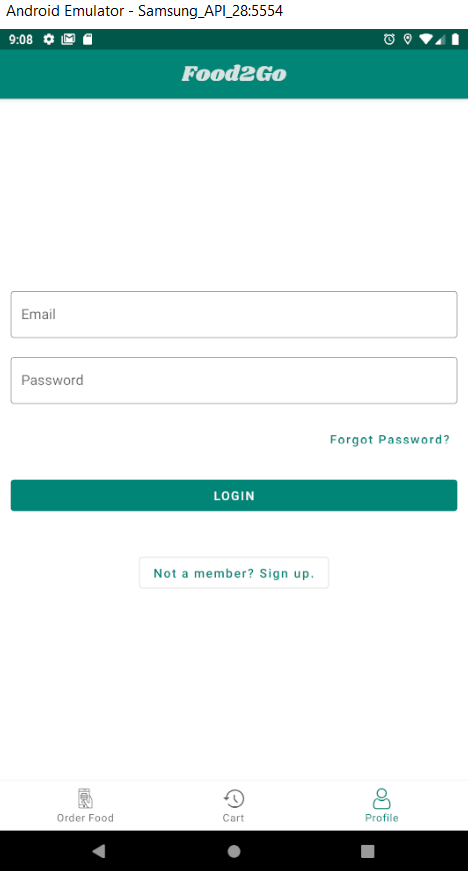 Android Emulator - Samsung_API_28:5554
9:08
Food2Go
Email
Password
Forgot Password?
LOGIN
Not a member? Sign up.
Order Food
Cart
Profile